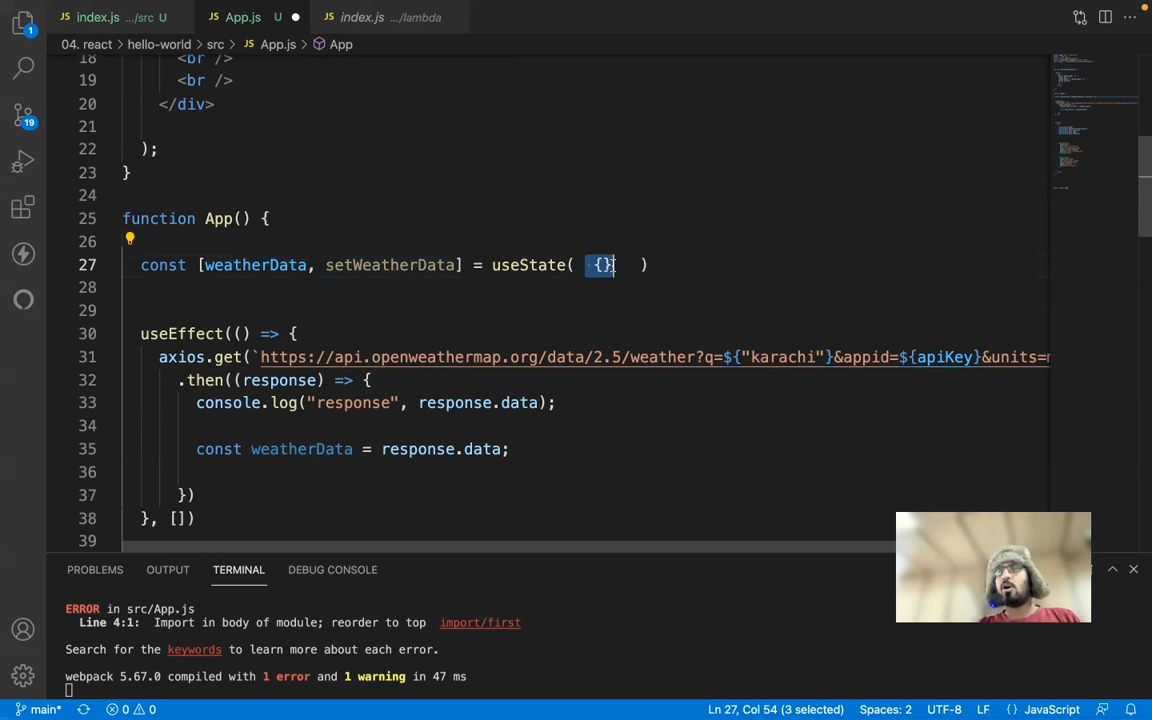 index.js .../src U
App.js U
index.js .../lambda
1
04. react > hello-world > src > App.js > App
18 <br />
19 <br />
20 </div>
21
22 );
23 }
24
25 function App() {
26
27 const [weatherData, setWeatherData] = useState( {} )
28
29
30 useEffect(() => {
31 axios.get(`https://api.openweathermap.org/data/2.5/weather?q=${"karachi"}&appid=${apiKey}&units=m
32 .then((response) => {
33 console.log("response", response.data);
34
35 const weatherData = response.data;
36
37 })
38 }, [])
39
19
PROBLEMS OUTPUT TERMINAL DEBUG CONSOLE
ERROR in src/App.js
Line 4:1: Import in body of module; reorder to top import/first
Search for the keywords to learn more about each error.
webpack 5.67.0 compiled with 1 error and 1 warning in 47 ms
main* 0 0 Ln 27, Col 54 (3 selected) Spaces: 2 UTF-8 LF {} JavaScript